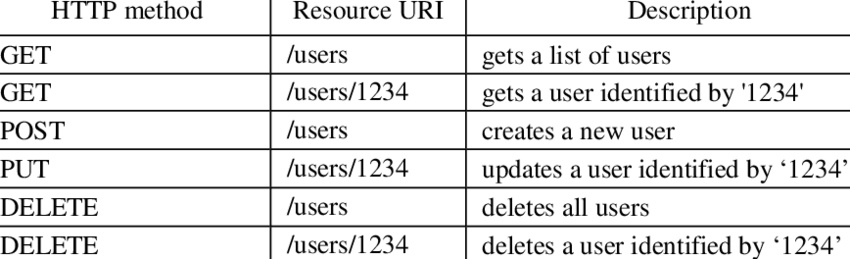 HTTP method Resource URI Description
GET /users gets a list of users
GET /users/1234 gets a user identified by '1234'
POST /users creates a new user
PUT /users/1234 updates a user identified by ‘1234’
DELETE /users deletes all users
DELETE /users/1234 deletes a user identified by ‘1234’